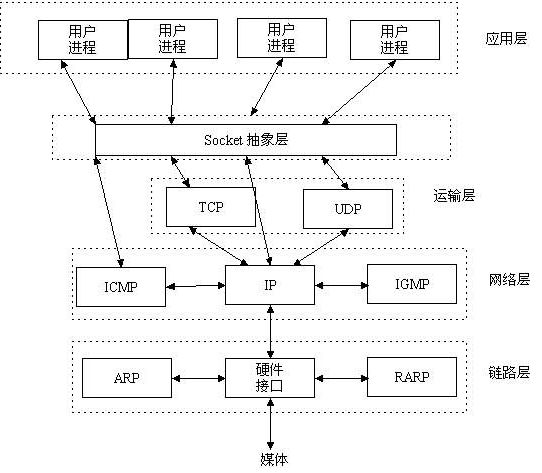 用户
进程
用户
进程
用户
进程
用户
进程
应用层
Socket 抽象层
TCP
UDP
运输层
ICMP
IP
IGMP
网络层
ARP
硬件
接口
RARP
链路层
媒体